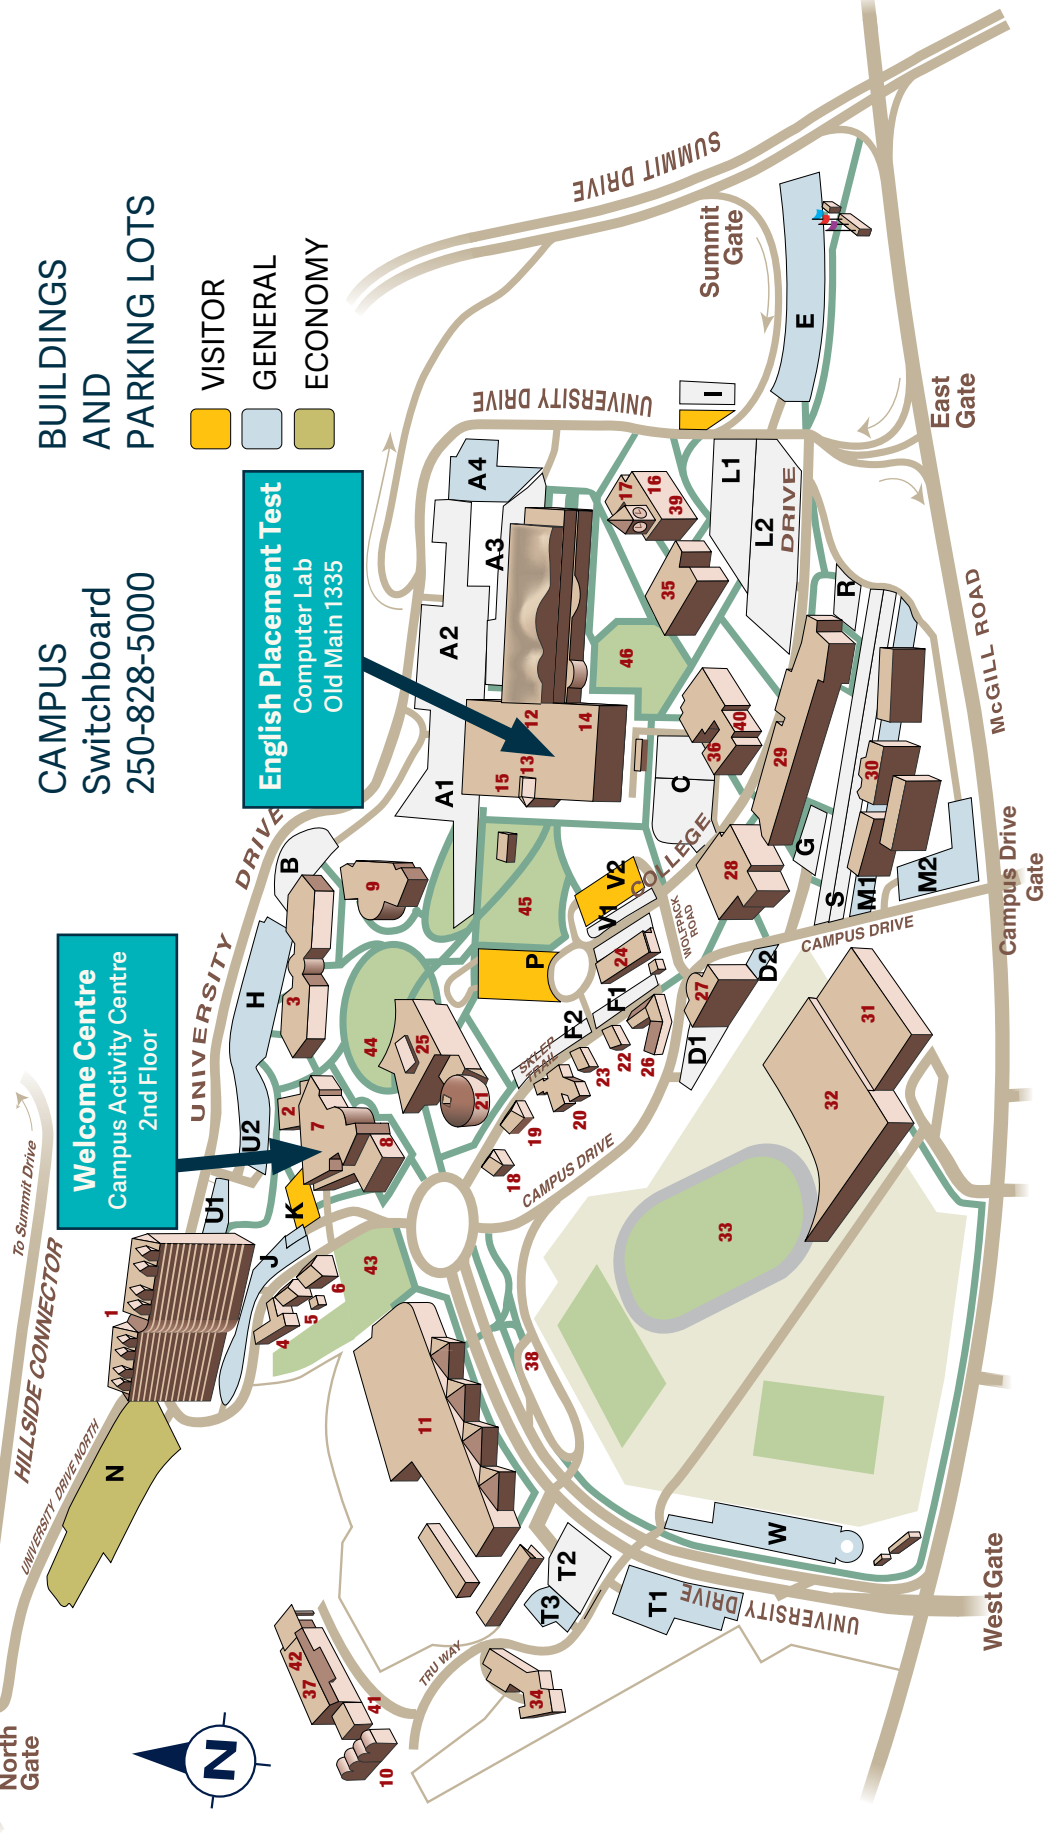 CAMPUS
Switchboard
250-828-5000
BUILDINGS
AND
PARKING LOTS
VISITOR
GENERAL
ECONOMY
Welcome Centre
Campus Activity Centre
2nd Floor
English Placement Test
Computer Lab
Old Main 1335
North
Gate
To Summit Drive
HILLSIDE CONNECTOR
UNIVERSITY DRIVE NORTH
UNIVERSITY DRIVE
SUMMIT DRIVE
UNIVERSITY DRIVE
Summit
Gate
East
Gate
McGILL ROAD
Campus Drive
Gate
West Gate
UNIVERSITY DRIVE
TRU WAY
CAMPUS DRIVE
CAMPUS DRIVE
COLLEGE
DRIVE
WOLFPACK
ROAD
SKLEP
TRAIL
N
N
U1
U2
K
J
H
B
A1
A2
A3
A4
I
E
L1
L2
R
C
G
S
M1
M2
V1
V2
P
F1
F2
D1
D2
W
T1
T2
T3
1
2
3
4
5
6
7
8
9
10
11
12
13
14
15
16
17
18
19
20
21
22
23
24
25
26
27
28
29
30
31
32
33
34
35
36
37
38
39
40
41
42
43
44
45
46